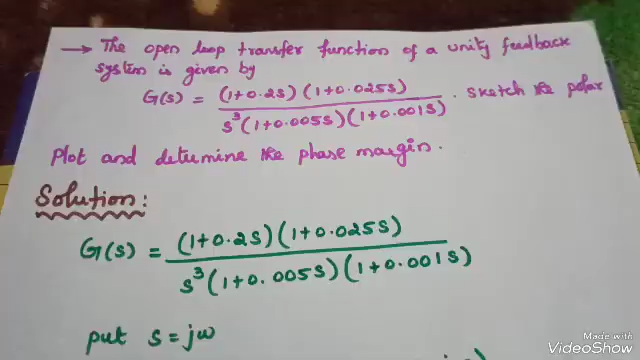 → The open loop transfer function of a unity feedback
system is given by
G(s) = (1+0.2s)(1+0.025s) / s³(1+0.005s)(1+0.001s) . sketch the polar
Plot and determine the phase margin.
Solution:
G(s) = (1+0.2s)(1+0.025s) / s³(1+0.005s)(1+0.001s)
put s = jω
Made with
VideoShow